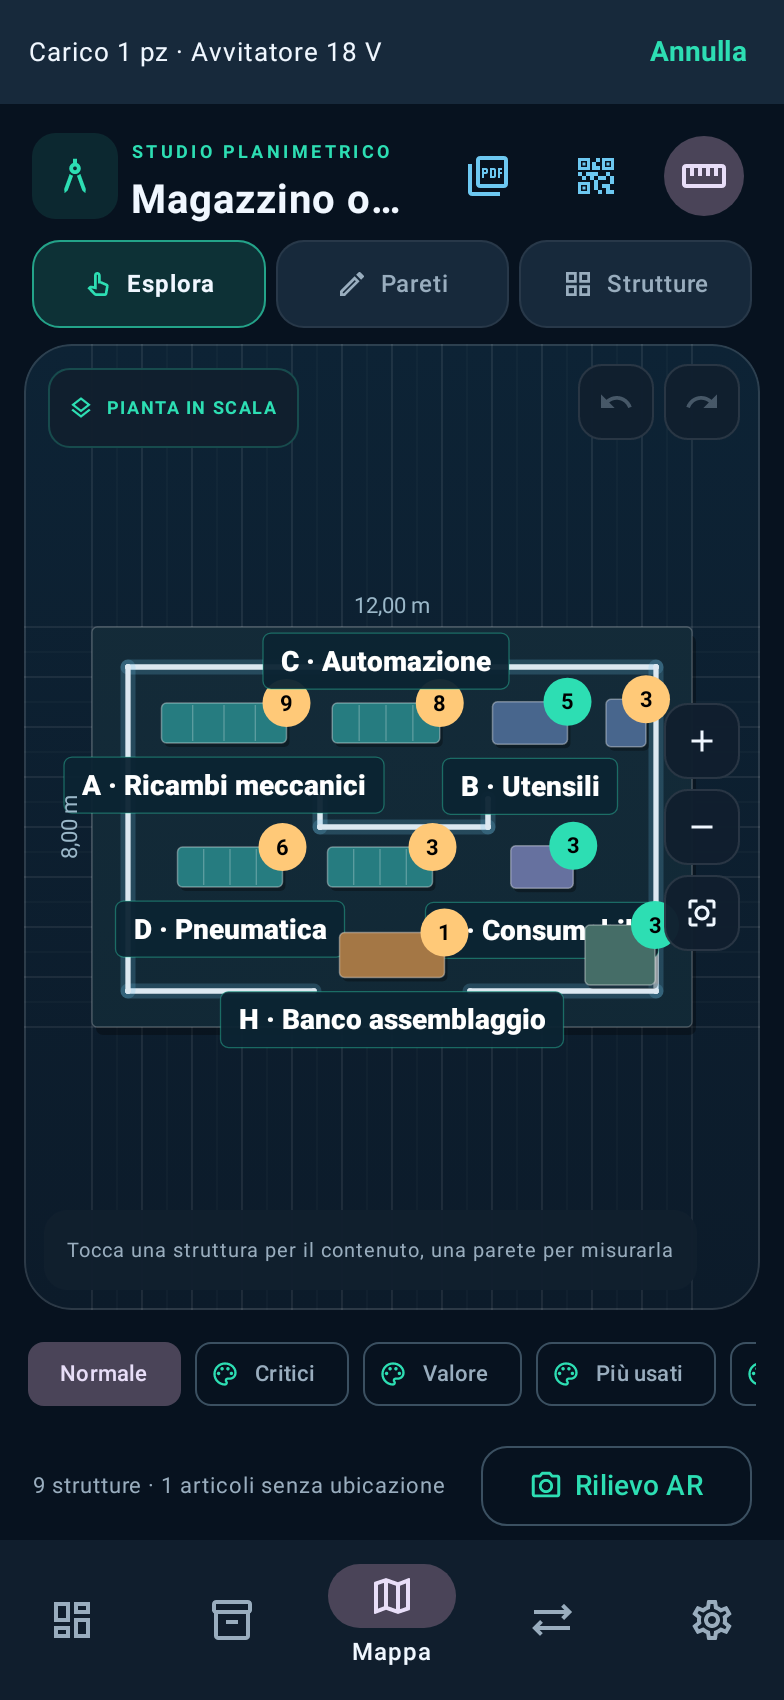 Carico 1 pz · Avvitatore 18 V
Annulla
STUDIO PLANIMETRICO
Magazzino o…
PDF
Esplora
Pareti
Strutture
PIANTA IN SCALA
12,00 m
C · Automazione
9
8
5
3
A · Ricambi meccanici
B · Utensili
8,00 m
6
3
3
D · Pneumatica
1
· Consum
3
H · Banco assemblaggio
Tocca una struttura per il contenuto, una parete per misurarla
Normale
Critici
Valore
Più usati
9 strutture · 1 articoli senza ubicazione
Rilievo AR
Mappa